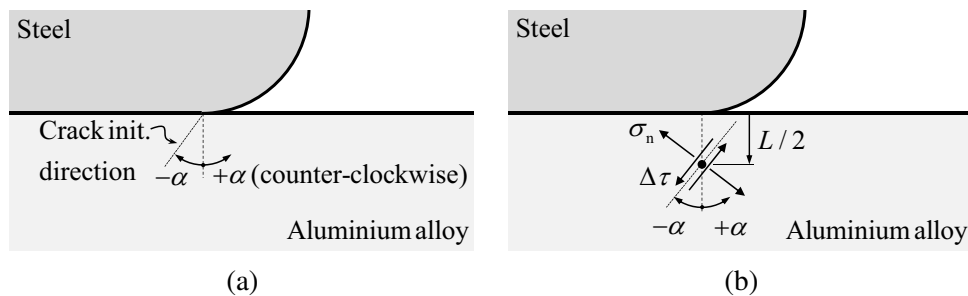 Steel
Crack init.
direction
−α
+α (counter-clockwise)
Aluminium alloy
(a)
Steel
σn
L / 2
Δτ
−α
+α
Aluminium alloy
(b)